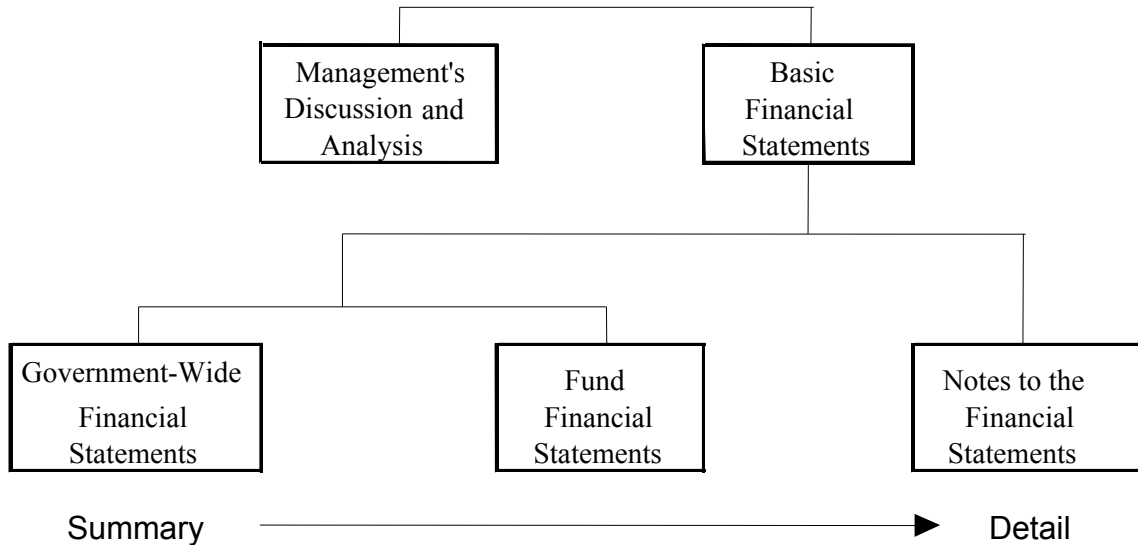 Management's
Discussion and
Analysis
Basic
Financial
Statements
Government-Wide
Financial
Statements
Fund
Financial
Statements
Notes to the
Financial
Statements
Summary
Detail